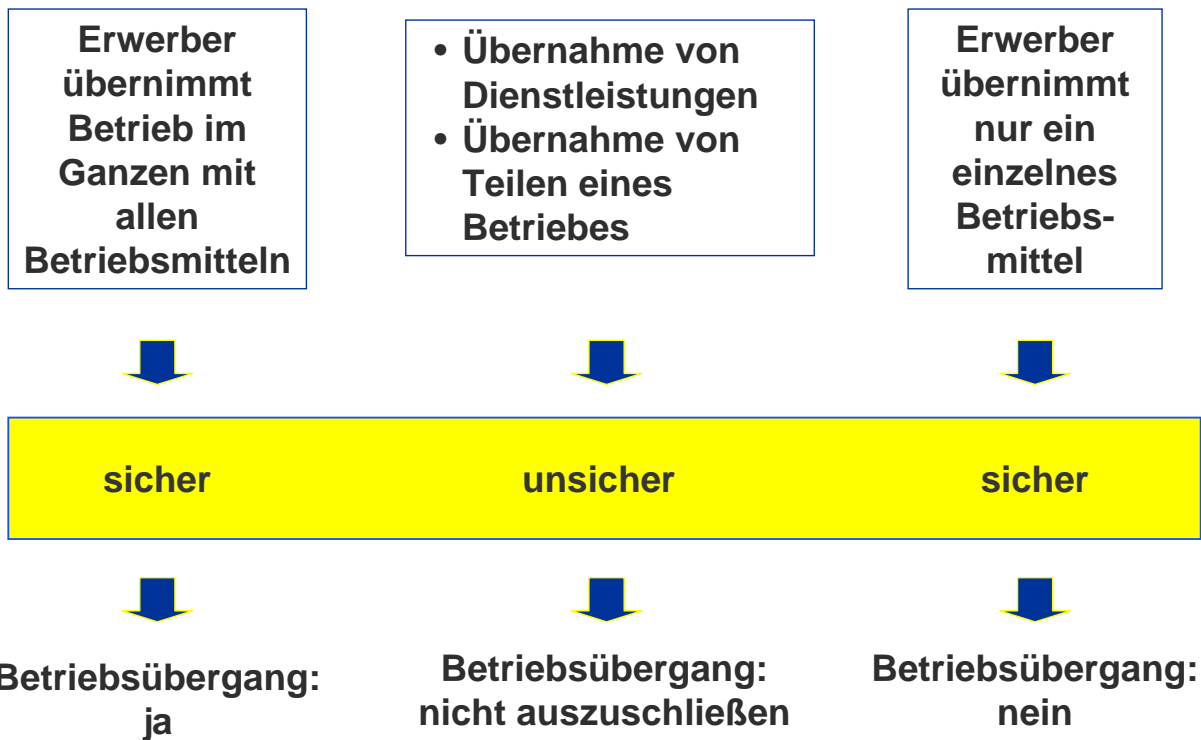 Erwerber
übernimmt
Betrieb im
Ganzen mit
allen
Betriebsmitteln
• Übernahme von
Dienstleistungen
• Übernahme von
Teilen eines
Betriebes
Erwerber
übernimmt
nur ein
einzelnes
Betriebs-
mittel
sicher
unsicher
sicher
Betriebsübergang:
ja
Betriebsübergang:
nicht auszuschließen
Betriebsübergang:
nein